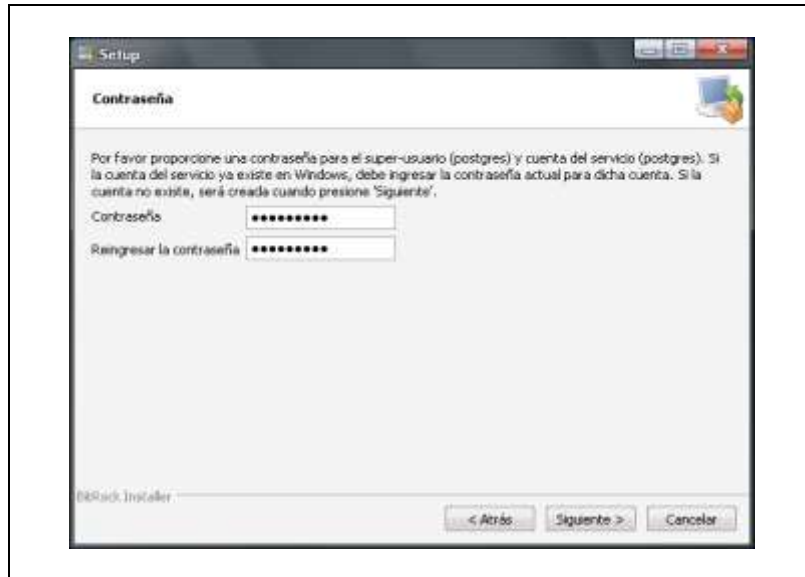 Setup
Contraseña
Por favor proporcione una contraseña para el super-usuario (postgres) y cuenta del servicio (postgres). Si
la cuenta del servicio ya existe en Windows, debe ingresar la contraseña actual para dicha cuenta. Si la
cuenta no existe, será creada cuando presione 'Siguiente'.
Contraseña •••••••••
Reingresar la contraseña •••••••••
BitRock Installer
< Atrás Siguiente > Cancelar